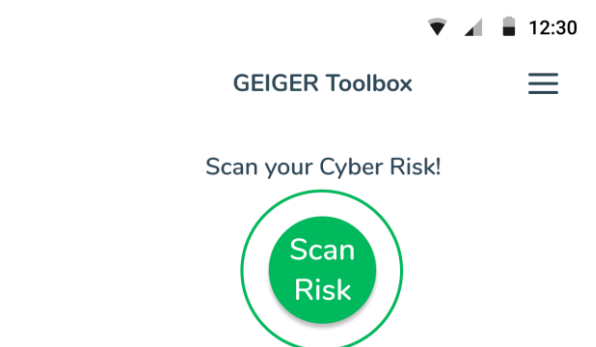 12:30
GEIGER Toolbox
Scan your Cyber Risk!
Scan
Risk